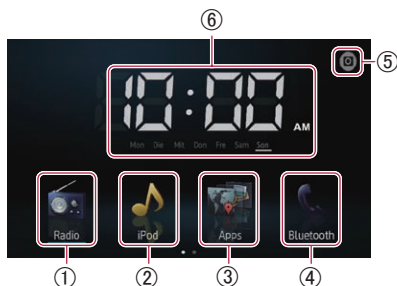 ⑥
⑤
10:00
AM
Mon Die Mit Don Fre Sam Son
Radio iPod Apps Bluetooth
① ② ③ ④